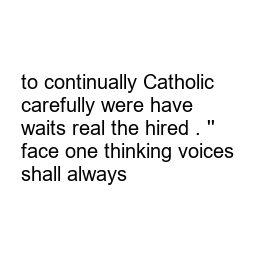 to continually Catholic
carefully were have
waits real the hired . "
face one thinking voices
shall always